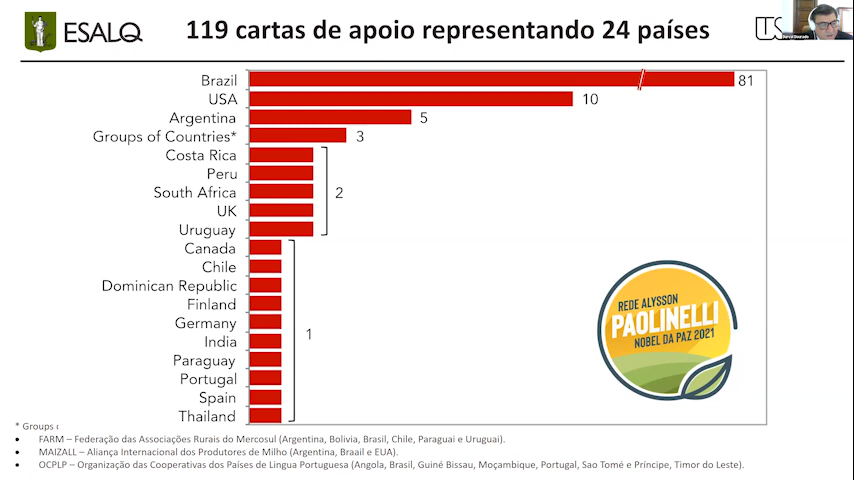 ESALQ
119 cartas de apoio representando 24 países
Brazil 81
USA 10
Argentina 5
Groups of Countries* 3
Costa Rica
Peru
South Africa 2
UK
Uruguay
Canada
Chile
Dominican Republic
Finland
Germany
India 1
Paraguay
Portugal
Spain
Thailand
REDE ALYSSON
PAOLINELLI
NOBEL DA PAZ 2021
* Groups
• FARM – Federação das Associações Rurais do Mercosul (Argentina, Bolivia, Brasil, Chile, Paraguai e Uruguai).
• MAIZALL – Aliança Internacional dos Produtores de Milho (Argentina, Braail e EUA).
• OCPLP – Organização das Cooperativas dos Países de Lingua Portuguesa (Angola, Brasil, Guiné Bissau, Moçambique, Portugal, Sao Tomé e Príncipe, Timor do Leste).